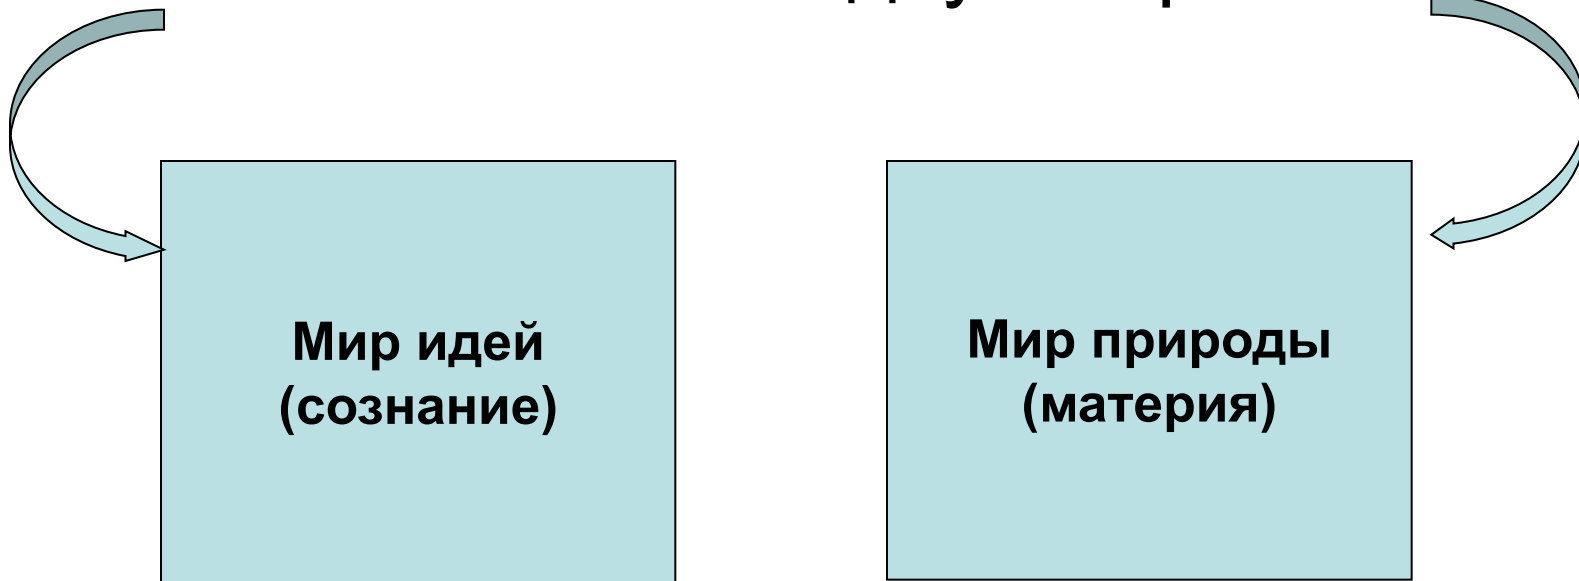 Мир идей
(сознание)
Мир природы
(материя)